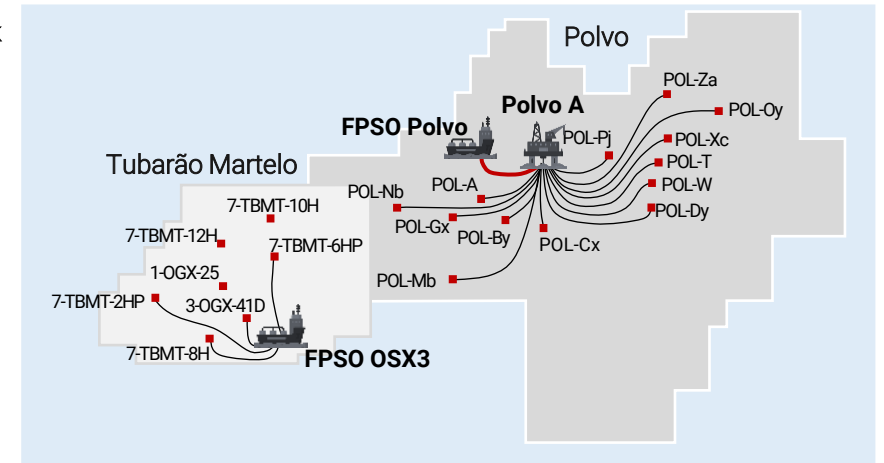 Polvo
POL-Za
Polvo A
POL-Oy
FPSO Polvo
POL-Pj
POL-Xc
Tubarão Martelo
POL-T
POL-A
POL-W
POL-Nb
7-TBMT-10H
POL-Dy
POL-Gx
POL-By
7-TBMT-12H
7-TBMT-6HP
POL-Cx
1-OGX-25
POL-Mb
7-TBMT-2HP
3-OGX-41D
7-TBMT-8H
FPSO OSX3